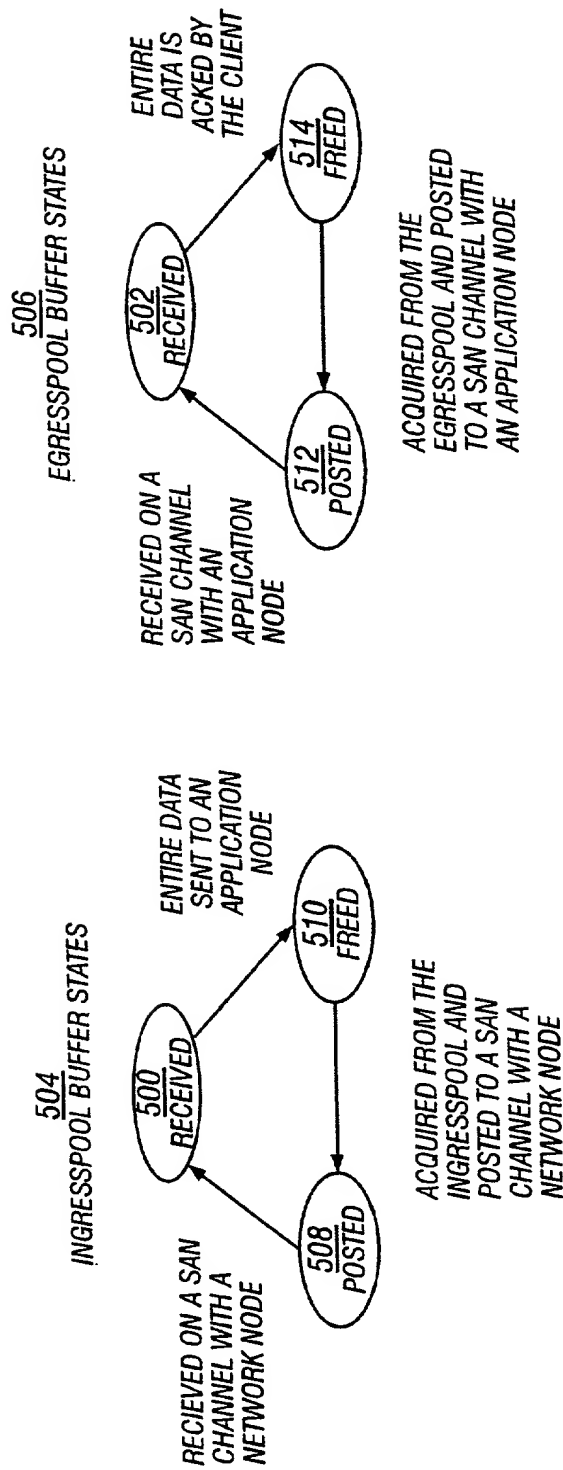 504
INGRESSPOOL BUFFER STATES
RECIEVED ON A SAN
CHANNEL WITH A
NETWORK NODE
500
RECEIVED
ENTIRE DATA
SENT TO AN
APPLICATION
NODE
508
POSTED
510
FREED
ACQUIRED FROM THE
INGRESSPOOL AND
POSTED TO A SAN
CHANNEL WITH A
NETWORK NODE
506
EGRESSPOOL BUFFER STATES
RECEIVED ON A
SAN CHANNEL
WITH AN
APPLICATION
NODE
502
RECEIVED
ENTIRE
DATA IS
ACKED BY
THE CLIENT
512
POSTED
514
FREED
ACQUIRED FROM THE
EGRESSPOOL AND POSTED
TO A SAN CHANNEL WITH
AN APPLICATION NODE